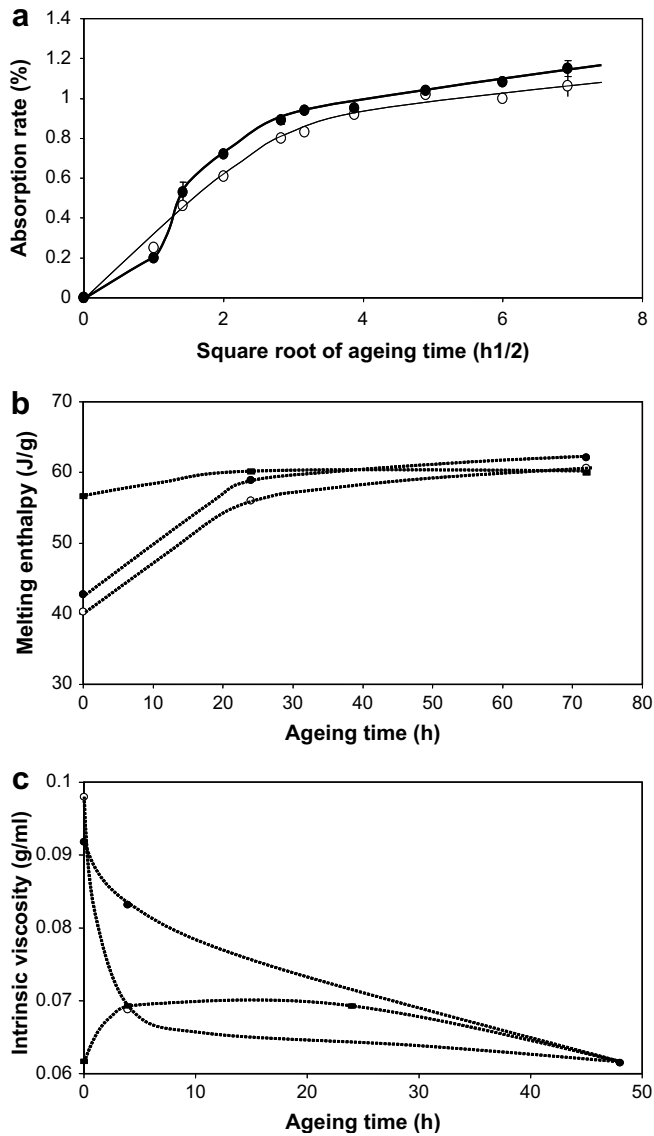 a
1.4
1.2
1
0.8
0.6
0.4
0.2
0
Absorption rate (%)
0 2 4 6 8
Square root of ageing time (h1/2)
b
70
60
50
40
30
Melting enthalpy (J/g)
0 10 20 30 40 50 60 70 80
Ageing time (h)
c
0.1
0.09
0.08
0.07
0.06
Intrinsic viscosity (g/ml)
0 10 20 30 40 50
Ageing time (h)